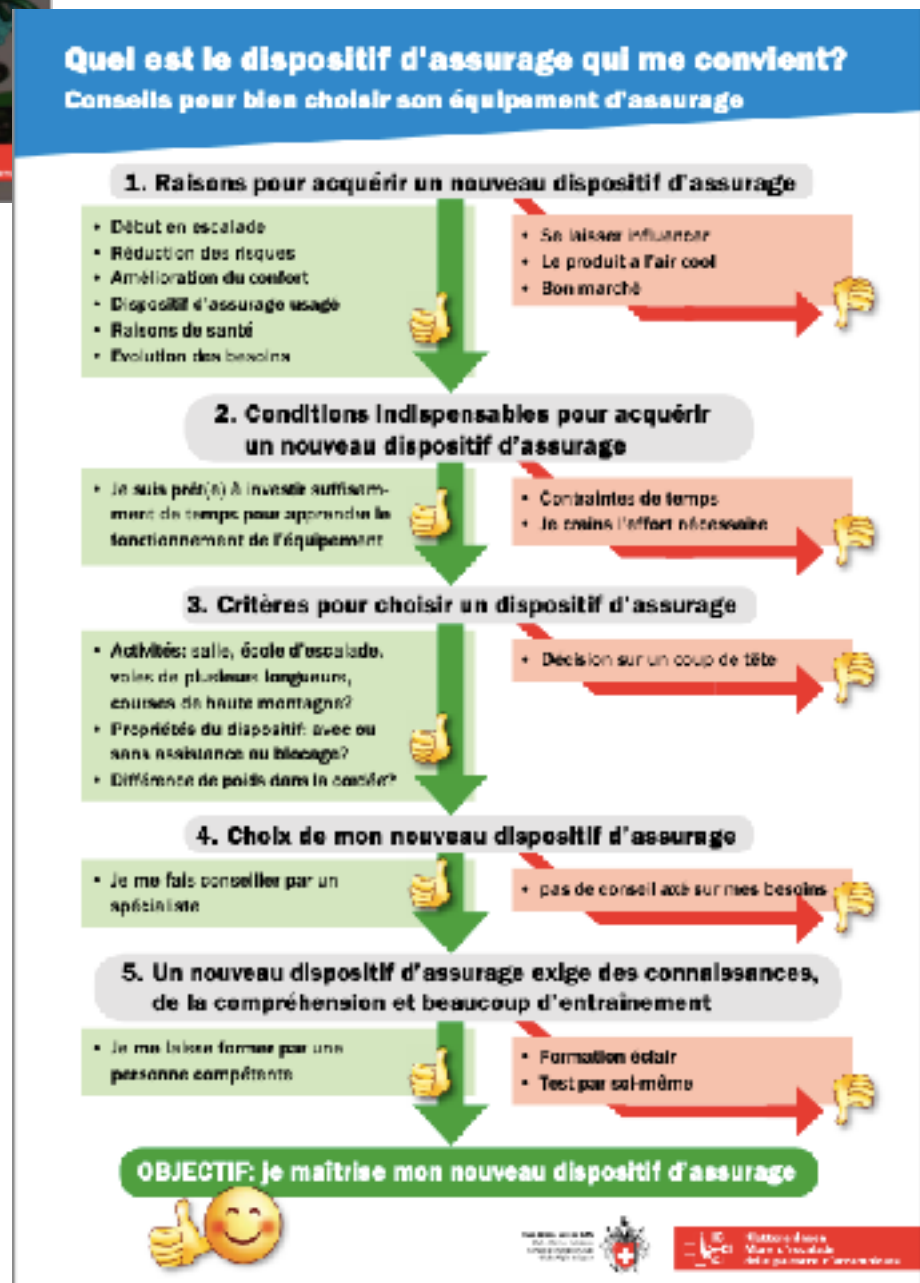 Quel est le dispositif d'assurage qui me convient?
Conseils pour bien choisir son équipement d'assurage
1. Raisons pour acquérir un nouveau dispositif d'assurage
• Début en escalade
• Réduction des risques
• Amélioration du confort
• Dispositif d'assurage usagé
• Raisons de santé
• Evolution des besoins
• Se laisser influencer
• Le produit a l'air cool
• Bon marché
2. Conditions indispensables pour acquérir
un nouveau dispositif d'assurage
• Je suis prêt(e) à investir suffisam-
ment de temps pour apprendre le
fonctionnement de l'équipement
• Contraintes de temps
• Je crains l'effort nécessaire
3. Critères pour choisir un dispositif d'assurage
• Activités: salle, école d'escalade,
voies de plusieurs longueurs,
courses de haute montagne?
• Propriétés du dispositif: avec ou
sans assistance au blocage?
• Différence de poids dans la cordée?
• Décision sur un coup de tête
4. Choix de mon nouveau dispositif d'assurage
• Je me fais conseiller par un
spécialiste
• pas de conseil axé sur mes besoins
5. Un nouveau dispositif d'assurage exige des connaissances,
de la compréhension et beaucoup d'entraînement
• Je me laisse former par une
personne compétente
• Formation éclair
• Test par soi-même
OBJECTIF: je maîtrise mon nouveau dispositif d'assurage